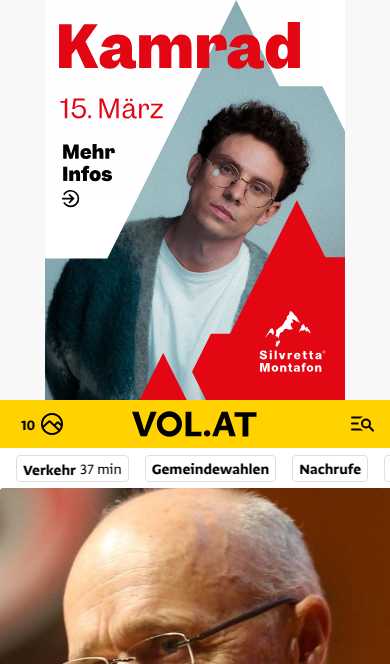 Kamrad
15. März
Mehr
Infos
Silvretta®
Montafon
10 VOL.AT
Verkehr 37 min Gemeindewahlen Nachrufe